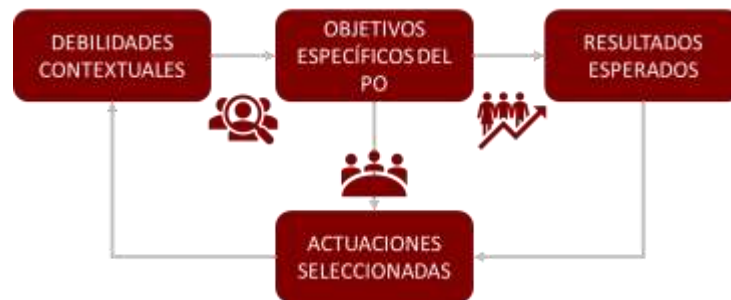 DEBILIDADES
CONTEXTUALES
OBJETIVOS
ESPECÍFICOS DEL
PO
RESULTADOS
ESPERADOS
ACTUACIONES
SELECCIONADAS